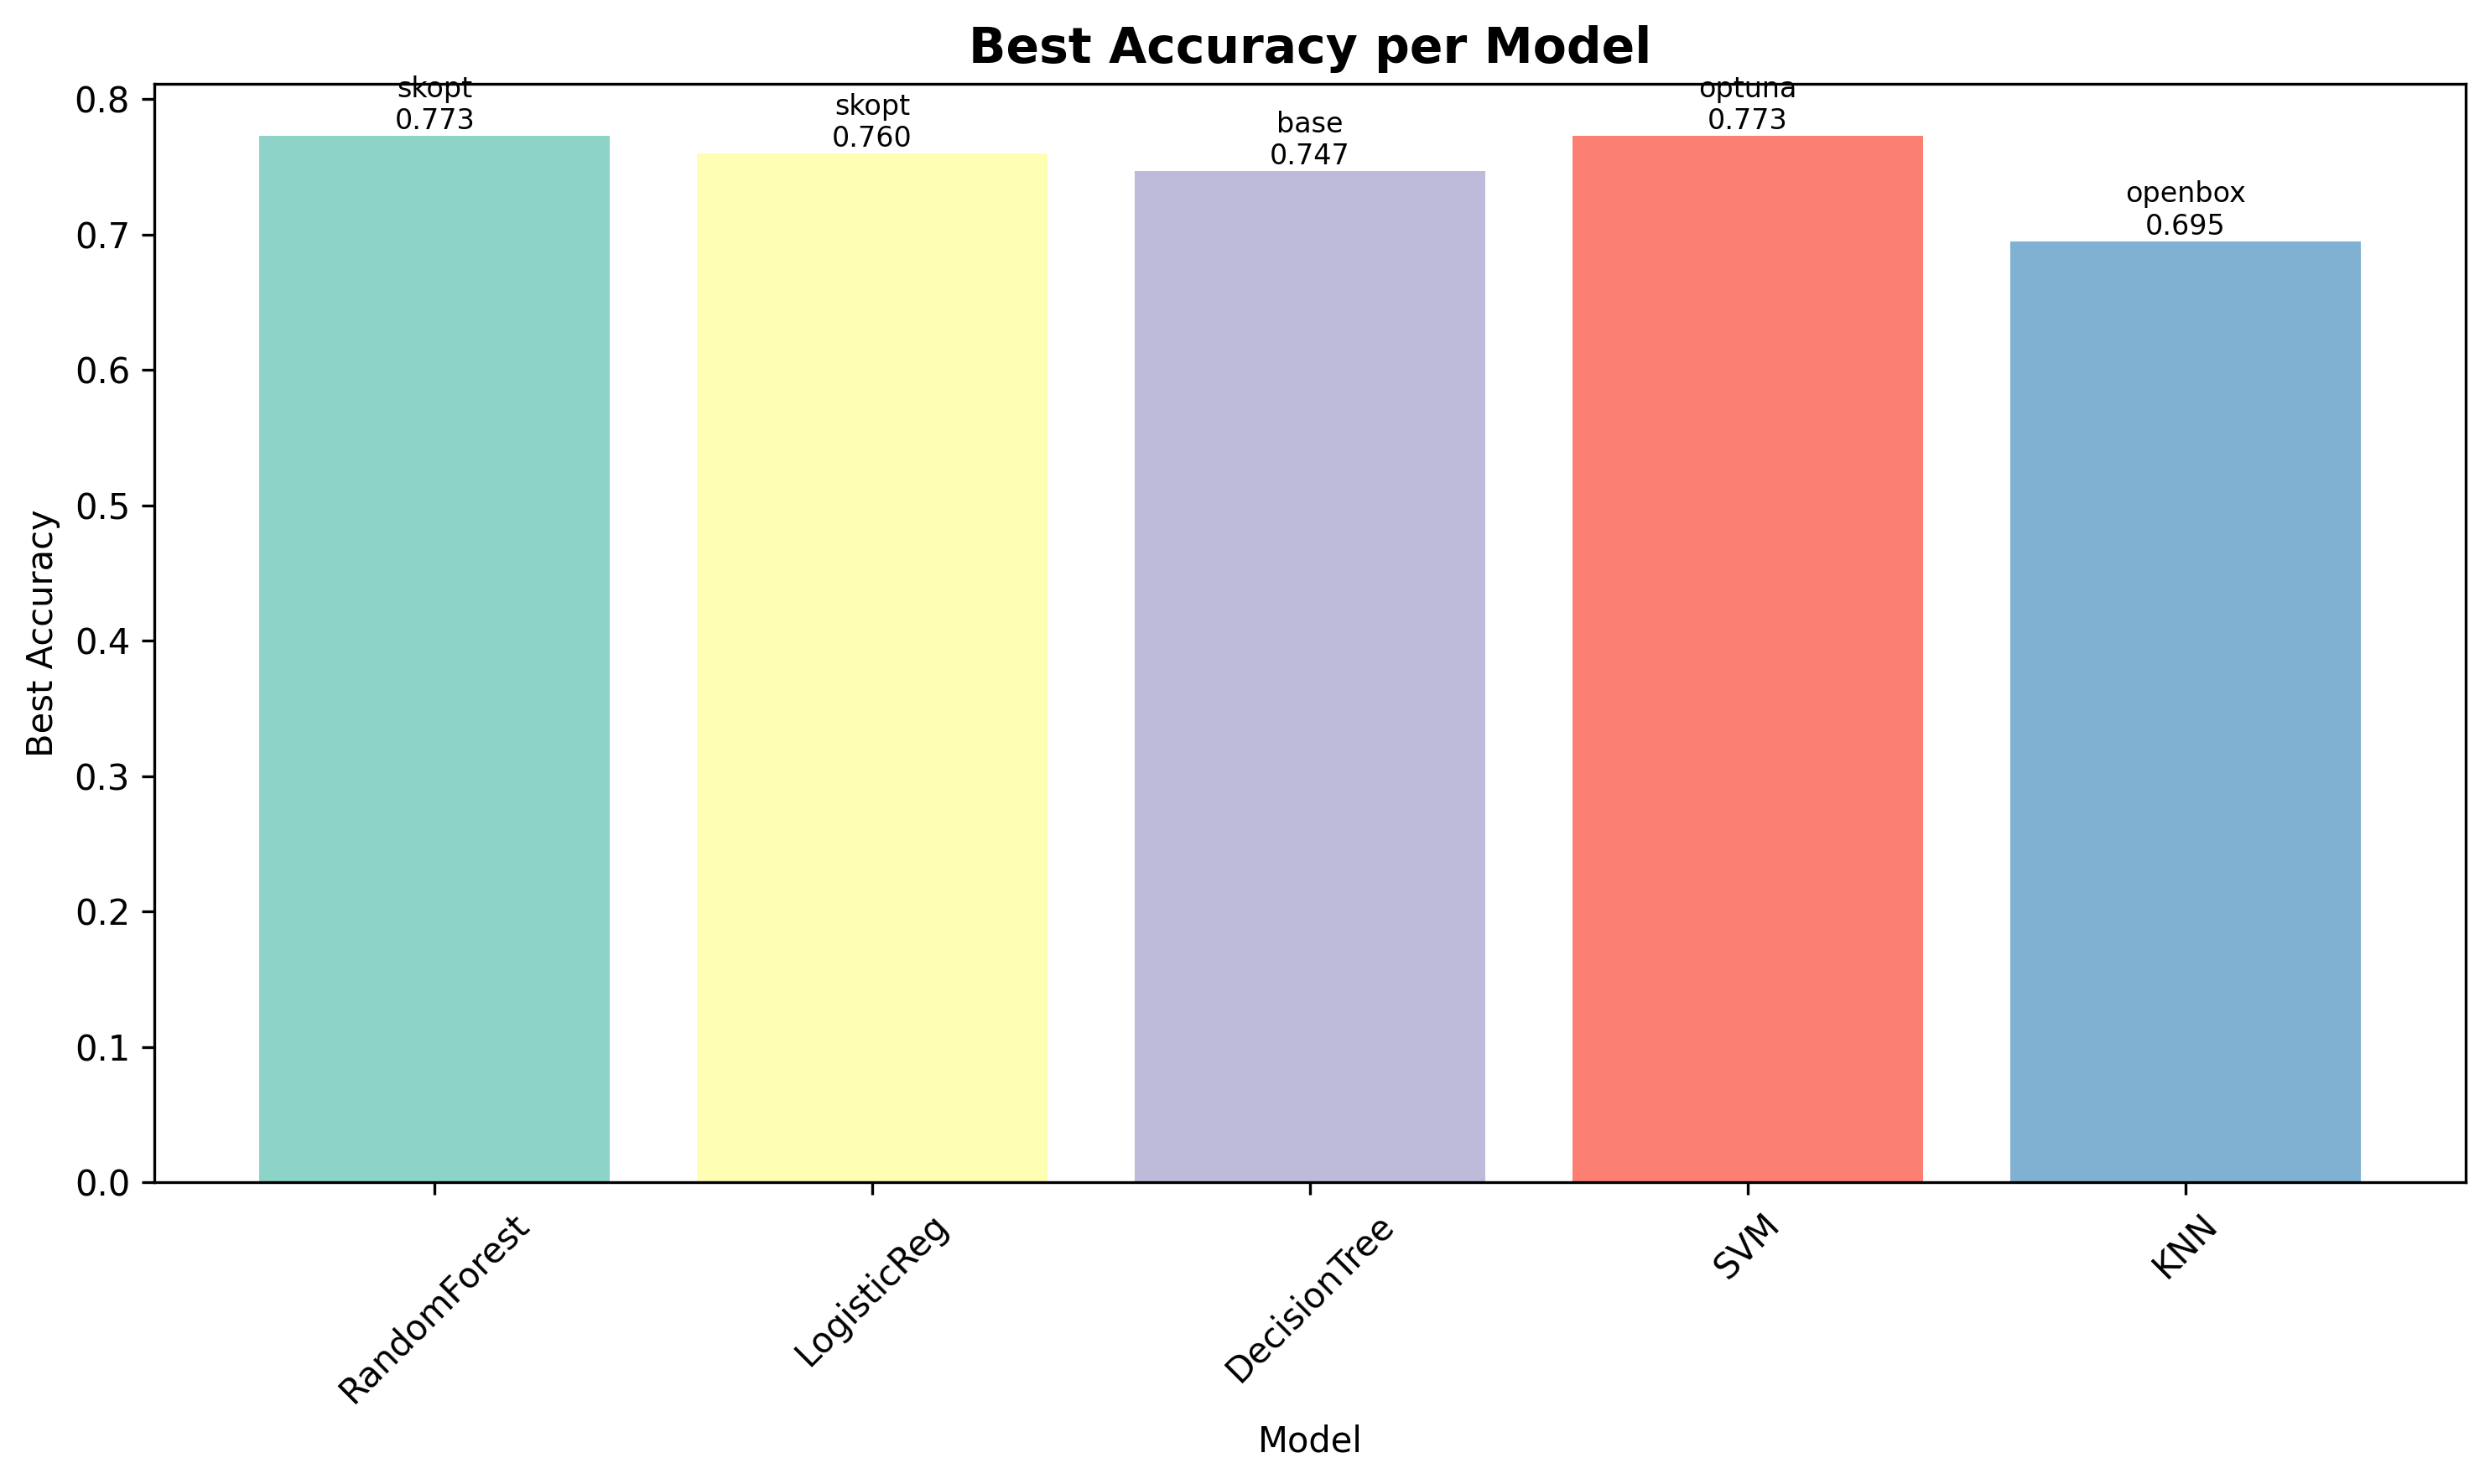 Best Accuracy per Model
Best Accuracy
0.8
0.7
0.6
0.5
0.4
0.3
0.2
0.1
0.0
skopt
0.773
skopt
0.760
base
0.747
optuna
0.773
openbox
0.695
RandomForest
LogisticReg
DecisionTree
SVM
KNN
Model